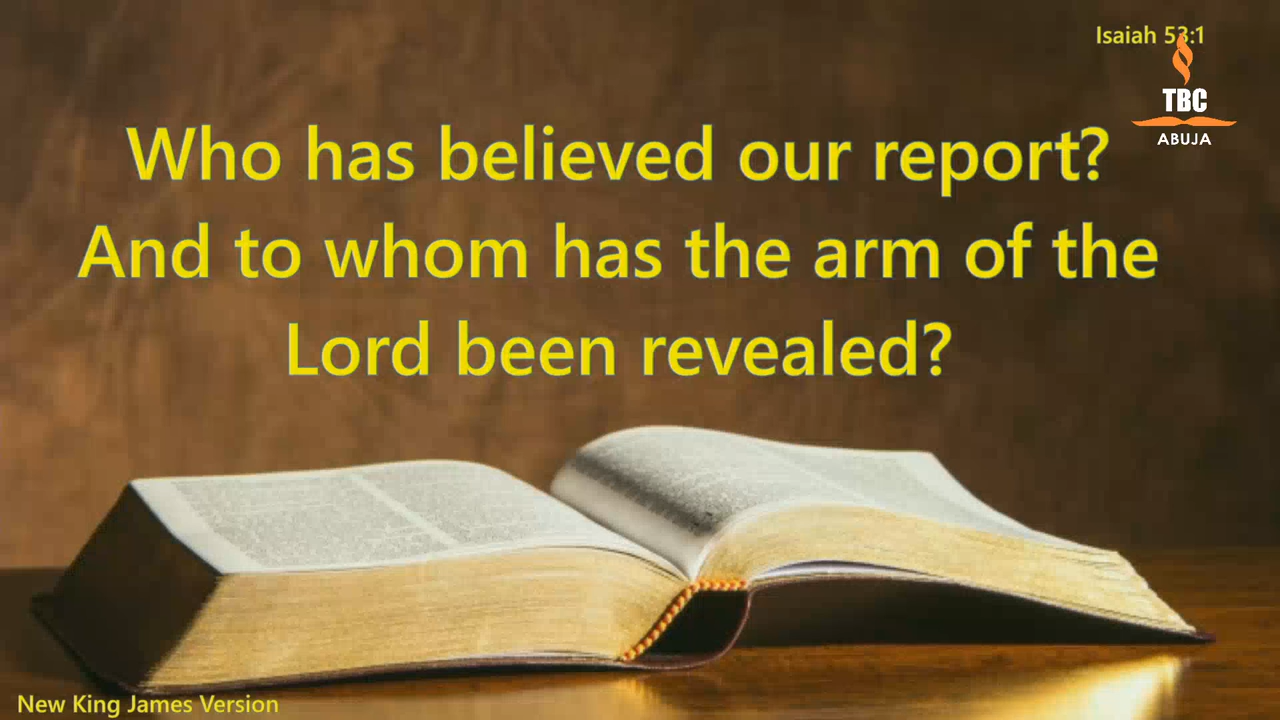 Isaiah 53:1
TBC
ABUJA
Who has believed our report?
And to whom has the arm of the
Lord been revealed?
New King James Version